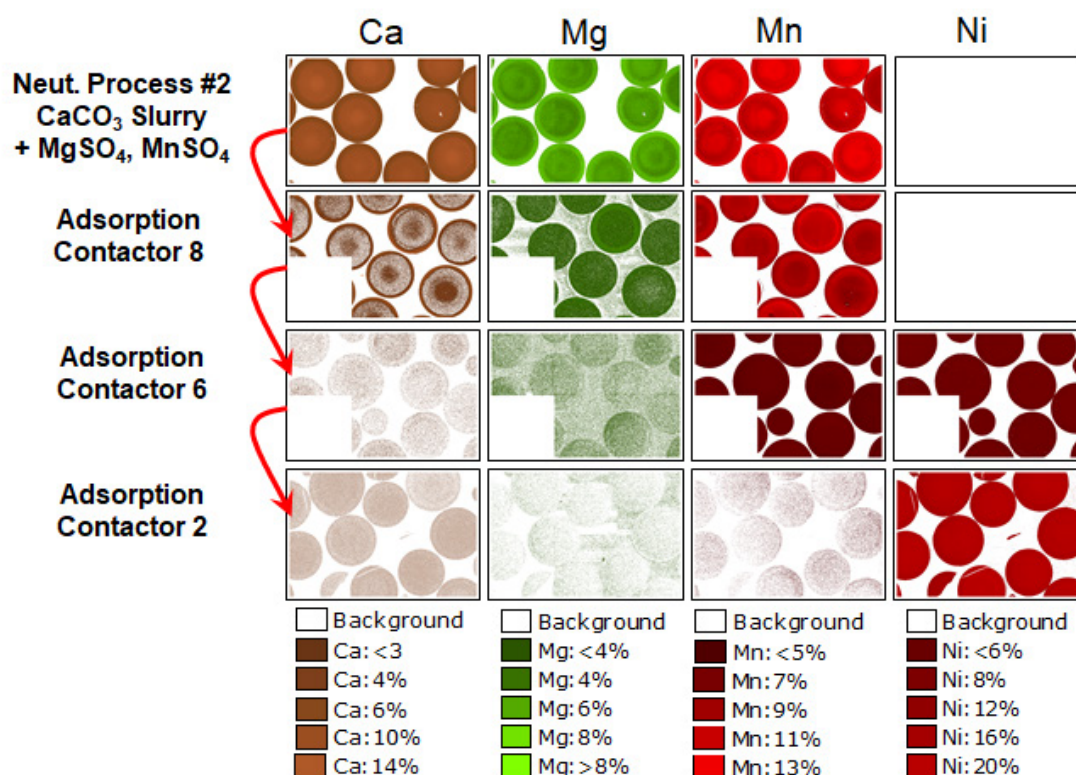 Ca Mg Mn Ni
Neut. Process #2
CaCO₃ Slurry
+ MgSO₄, MnSO₄
Adsorption
Contactor 8
Adsorption
Contactor 6
Adsorption
Contactor 2
Background Background Background Background
Ca: <3 Mg: <4% Mn: <5% Ni: <6%
Ca: 4% Mg: 4% Mn: 7% Ni: 8%
Ca: 6% Mg: 6% Mn: 9% Ni: 12%
Ca: 10% Mg: 8% Mn: 11% Ni: 16%
Ca: 14% Mg: >8% Mn: 13% Ni: 20%